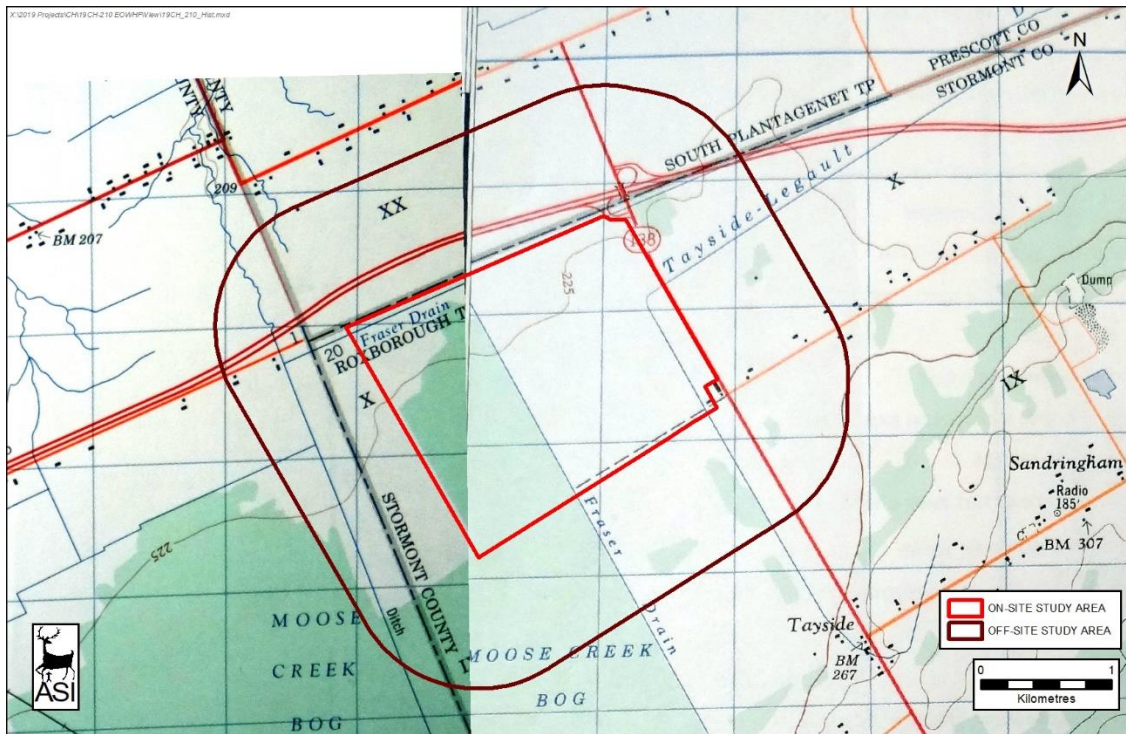 X:\2019 Projects\CH\19CH-210 EOWHF\View\19CH_210_Hist.mxd
N
PRESCOTT CO
STORMONT CO
SOUTH PLANTAGENET TP
209
BM 207
XX
X
138
Tayside-Legault
225
Dump
1
Fraser Drain
20
ROXBOROUGH T
X
IX
Sandringham
Radio
185'
BM 307
225
STORMONT COUNTY
Fraser Drain
Ditch
MOOSE
CREEK
BOG
MOOSE CREEK
BOG
Tayside
BM
267
ON-SITE STUDY AREA
OFF-SITE STUDY AREA
0 1
Kilometres
ASI